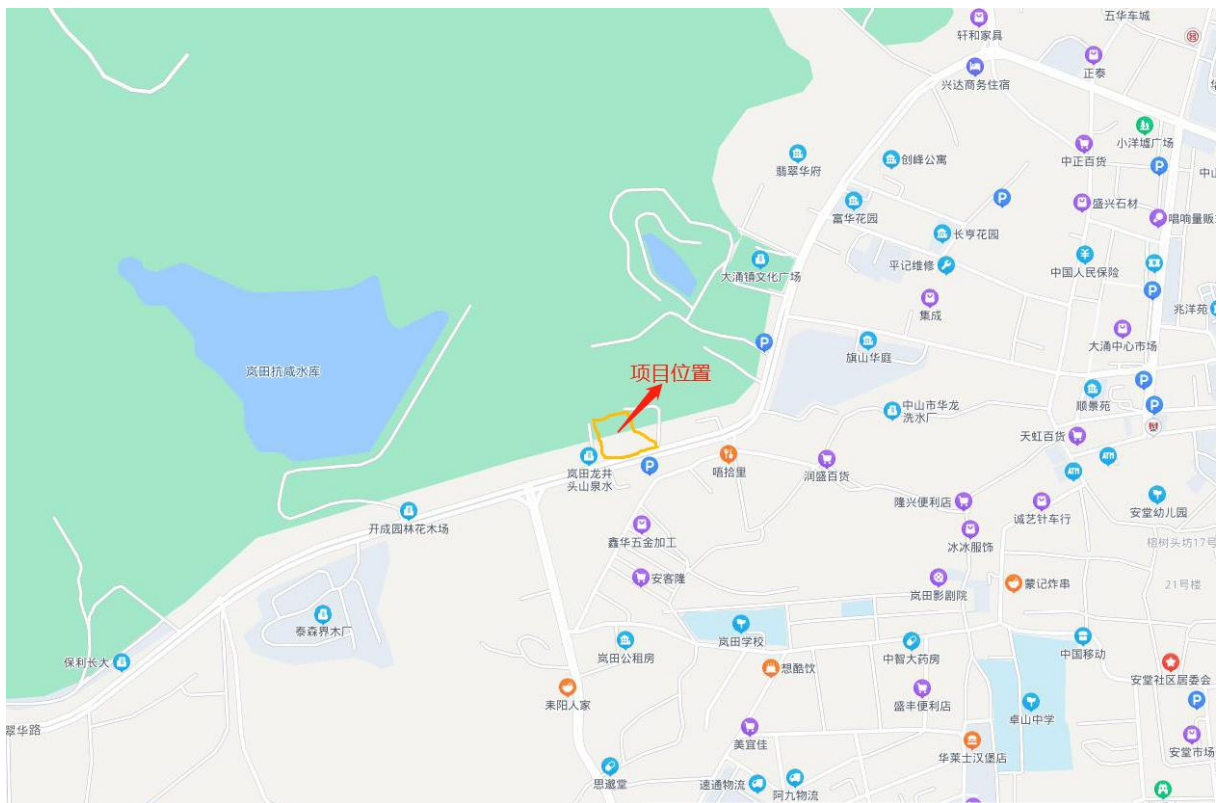 五华车城
轩和家具
正泰
兴达商务住宿
小洋墟广场
中正百货
P
创峰公寓
翡翠华府
P
盛兴石材
富华花园
唱响量贩
长亨花园
平记维修
中国人民保险
大涌镇文化广场
P
集成
兆洋苑
大涌中心市场
P
旗山华庭
岚田抗咸水库
项目位置
P
顺景苑
P
中山市华龙
洗水厂
天虹百货
ATM
ATM
岚田龙井
头山泉水
P
唔拾里
润盛百货
隆兴便利店
诚艺针车行
安堂幼儿园
开成园林花木场
鑫华五金加工
冰冰服饰
榕树头坊17号
安客隆
岚田影剧院
蒙记炸串
21号楼
泰森界木厂
岚田学校
岚田公租房
中智大药房
中国移动
保利长大
想酷饮
安堂社区居委会
耒阳人家
盛丰便利店
卓山中学
P
翠华路
美宜佳
华莱士汉堡店
安堂市场
思邈堂
速通物流
阿九物流